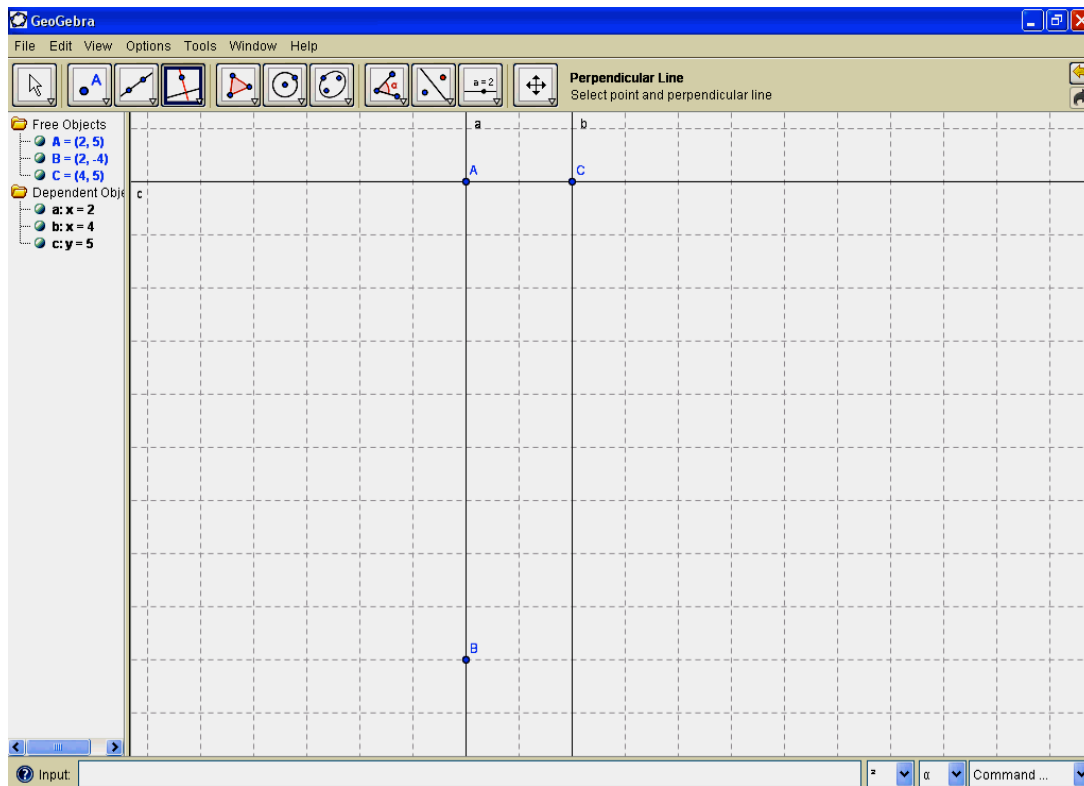 GeoGebra
File Edit View Options Tools Window Help
A α a = 2
Perpendicular Line
Select point and perpendicular line
Free Objects
A = (2, 5)
B = (2, -4)
C = (4, 5)
Dependent Obje
a: x = 2
b: x = 4
c: y = 5
a b
A C
c
B
Input: ² α Command ...